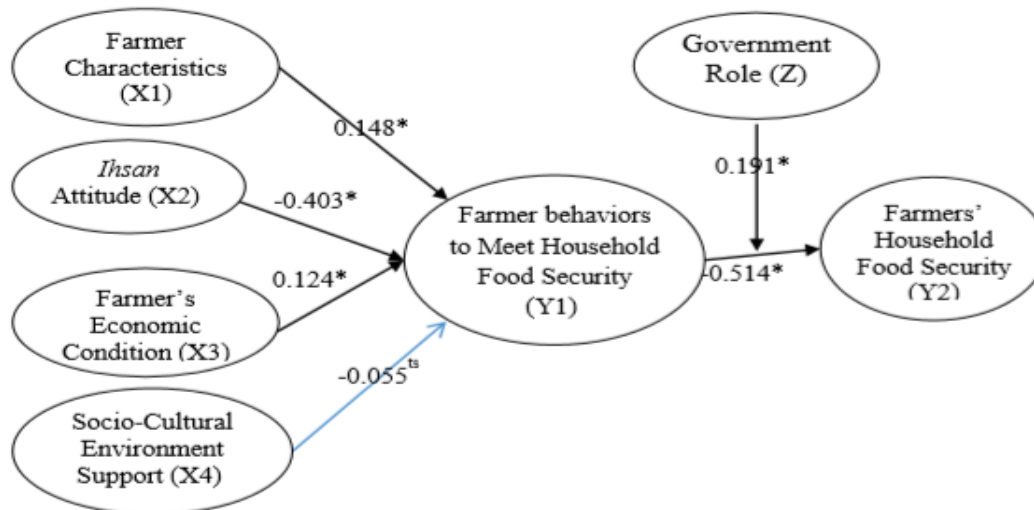 Farmer
Characteristics
(X1)
Government
Role (Z)
0.148*
Ihsan
Attitude (X2)
-0.403*
0.191*
Farmer behaviors
to Meet Household
Food Security
(Y1)
Farmers'
Household
Food Security
(Y2)
0.124*
-0.514*
Farmer's
Economic
Condition (X3)
-0.055ts
Socio-Cultural
Environment
Support (X4)